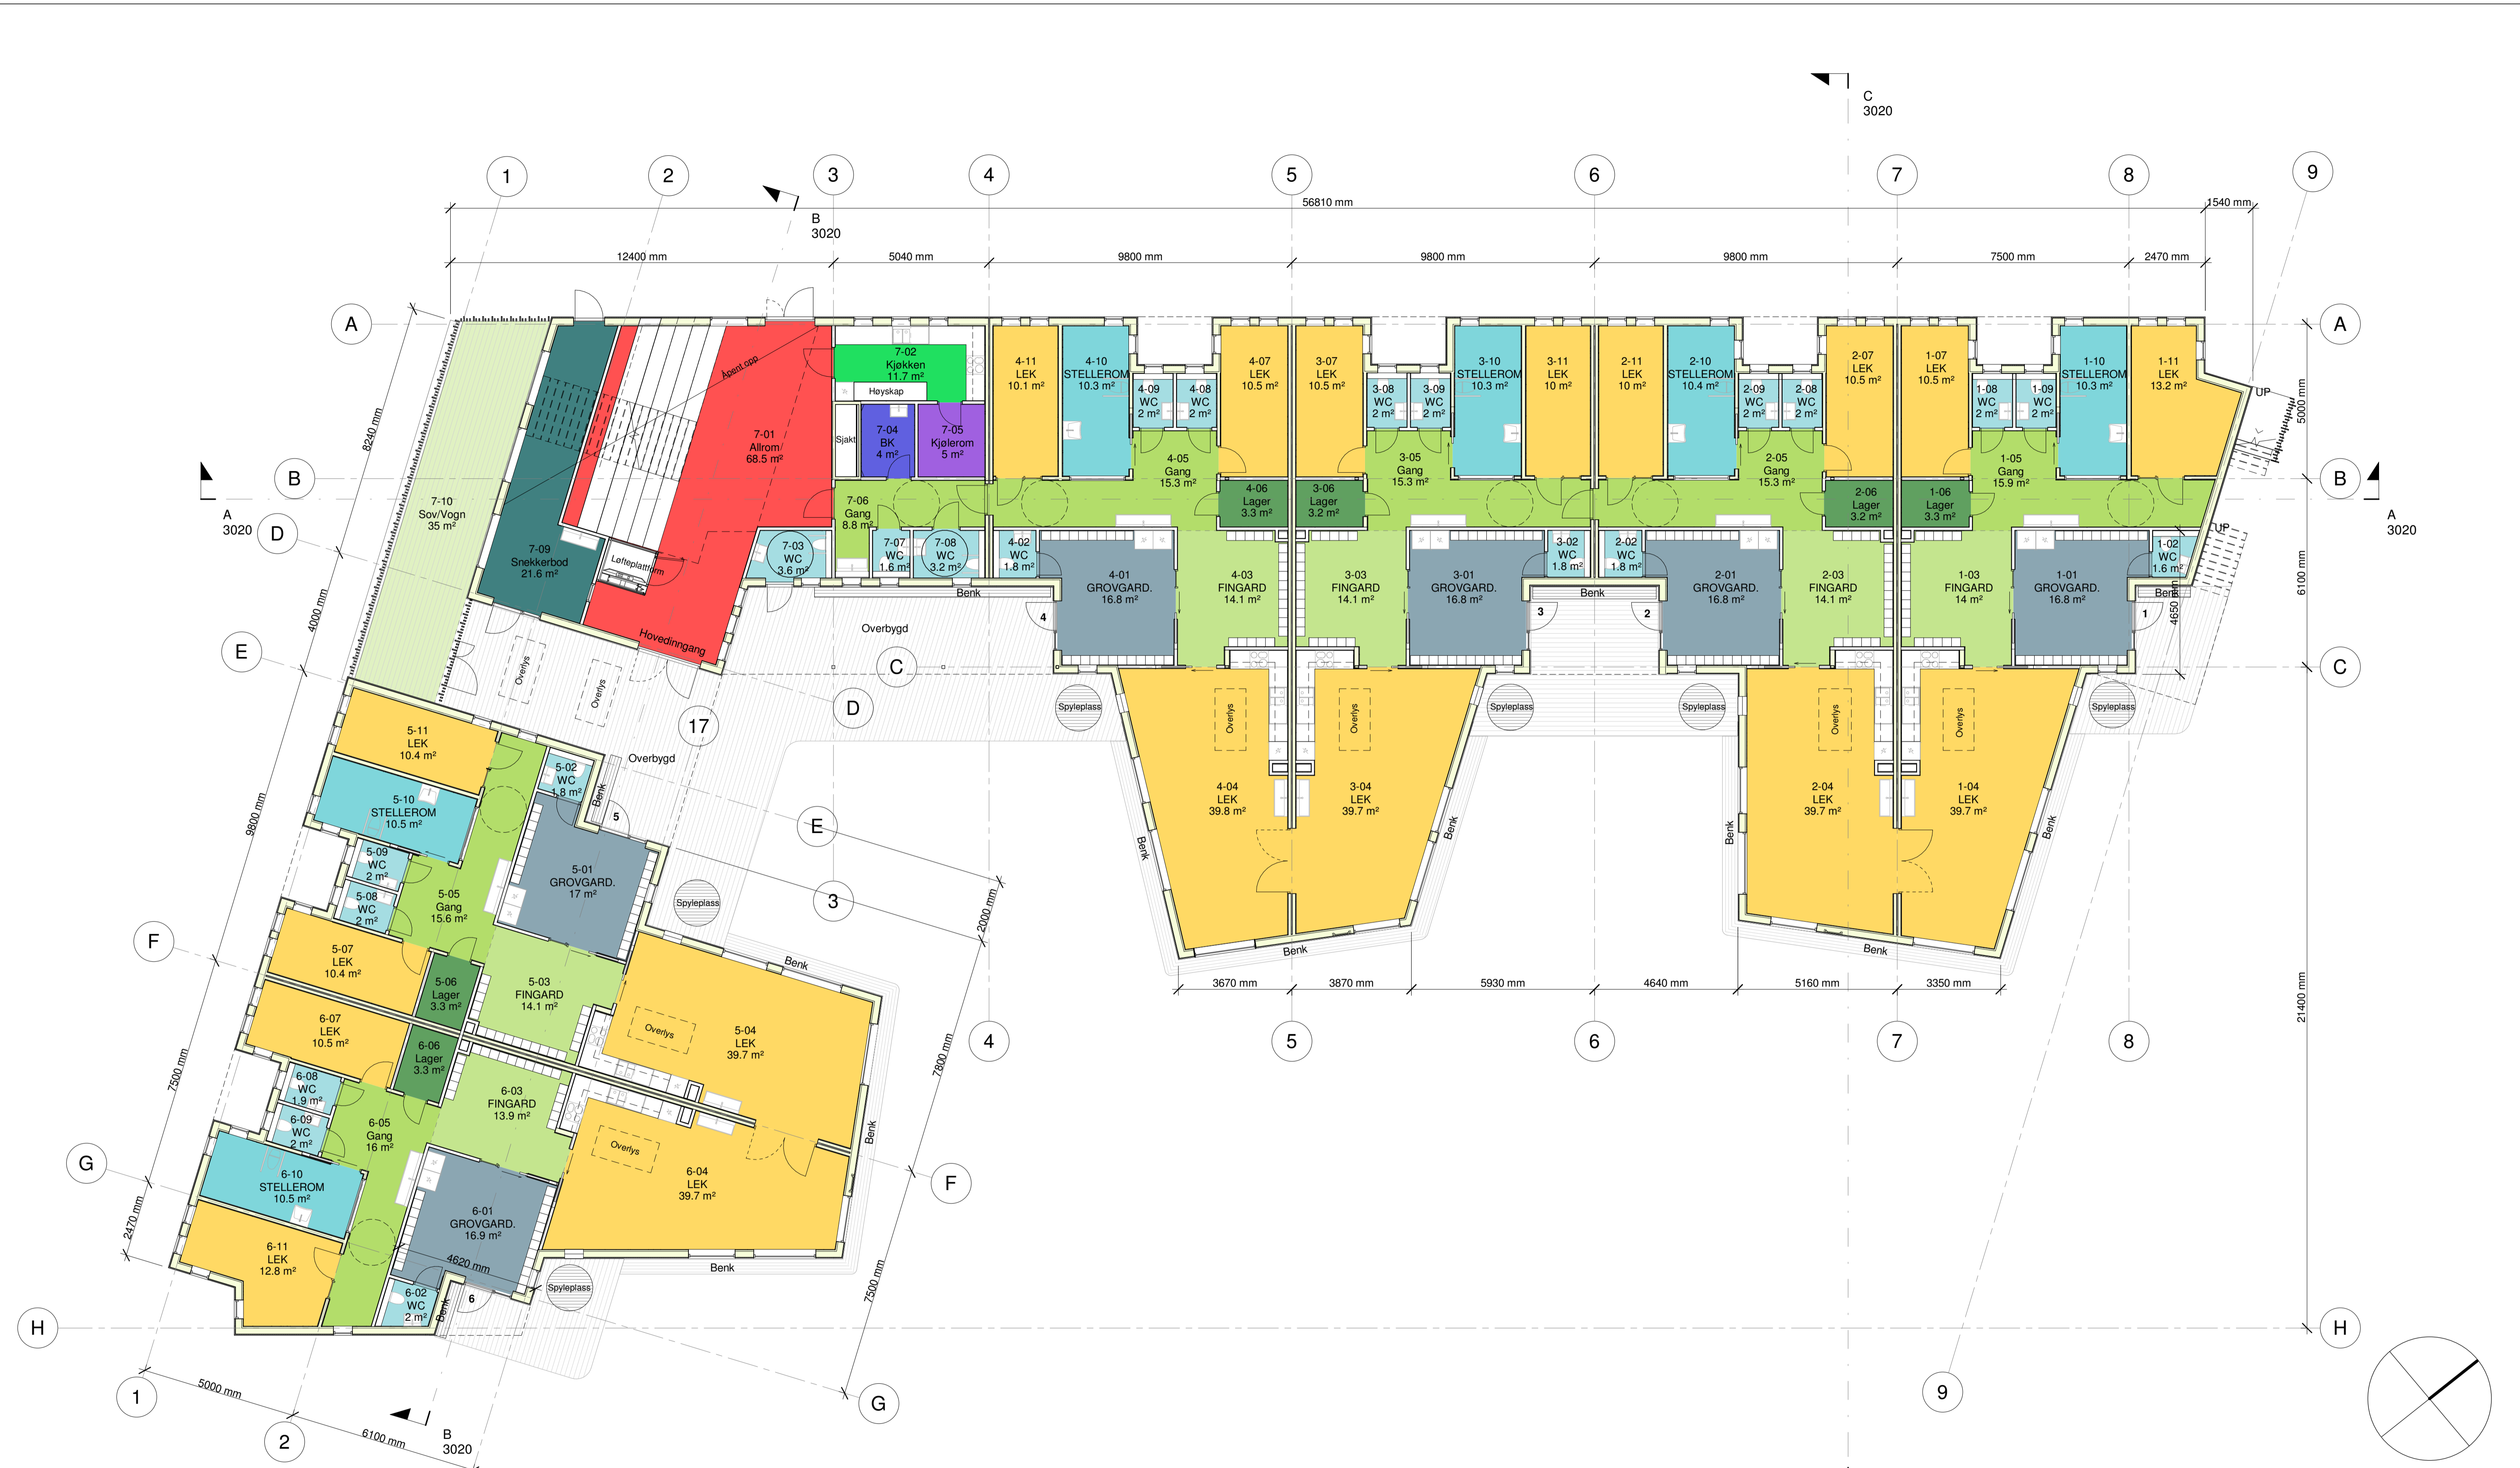 C
3020
1
2
3
4
5
6
7
8
9
B
3020
56810 mm
1540 mm
12400 mm
5040 mm
9800 mm
9800 mm
9800 mm
7500 mm
2470 mm
A
A
B
B
D
E
C
C
A
3020
A
3020
8240 mm
4000 mm
5000 mm
6100 mm
4650 mm
21400 mm
UP
UP
7-10
Sov/Vogn
35 m²
7-09
Snekkerbod
21.6 m²
Åpent opp
7-01
Allrom/
68.5 m²
Løfteplattform
Hovedinngang
7-02
Kjøkken
11.7 m²
Høyskap
Sjakt
7-04
BK
4 m²
7-05
Kjølerom
5 m²
7-06
Gang
8.8 m²
7-03
WC
3.6 m²
7-07
WC
1.6 m²
7-08
WC
3.2 m²
Benk
Overbygd
Overlys
Overlys
Overbygd
D
17
4-11
LEK
10.1 m²
4-10
STELLEROM
10.3 m²
4-09
WC
2 m²
4-08
WC
2 m²
4-07
LEK
10.5 m²
4-05
Gang
15.3 m²
4-06
Lager
3.3 m²
4-02
WC
1.8 m²
4-01
GROVGARD.
16.8 m²
4-03
FINGARD
14.1 m²
4
Spyleplass
Overlys
4-04
LEK
39.8 m²
Benk
3-07
LEK
10.5 m²
3-08
WC
2 m²
3-09
WC
2 m²
3-10
STELLEROM
10.3 m²
3-11
LEK
10 m²
3-05
Gang
15.3 m²
3-06
Lager
3.2 m²
3-03
FINGARD
14.1 m²
3-01
GROVGARD.
16.8 m²
3-02
WC
1.8 m²
3
Spyleplass
Overlys
3-04
LEK
39.7 m²
Benk
Benk
Benk
2-11
LEK
10 m²
2-10
STELLEROM
10.4 m²
2-09
WC
2 m²
2-08
WC
2 m²
2-07
LEK
10.5 m²
2-05
Gang
15.3 m²
2-06
Lager
3.2 m²
2-02
WC
1.8 m²
2-01
GROVGARD.
16.8 m²
2-03
FINGARD
14.1 m²
2
Spyleplass
Overlys
2-04
LEK
39.7 m²
Benk
Benk
1-07
LEK
10.5 m²
1-08
WC
2 m²
1-09
WC
2 m²
1-10
STELLEROM
10.3 m²
1-11
LEK
13.2 m²
1-05
Gang
15.9 m²
1-06
Lager
3.3 m²
1-03
FINGARD
14 m²
1-01
GROVGARD.
16.8 m²
1-02
WC
1.6 m²
Benk
1
Spyleplass
Overlys
1-04
LEK
39.7 m²
Benk
3670 mm
3870 mm
5930 mm
4640 mm
5160 mm
3350 mm
4
5
6
7
8
9
5-11
LEK
10.4 m²
5-10
STELLEROM
10.5 m²
5-02
WC
1.8 m²
Benk
5
5-09
WC
2 m²
5-08
WC
2 m²
5-05
Gang
15.6 m²
5-01
GROVGARD.
17 m²
Spyleplass
5-07
LEK
10.4 m²
5-06
Lager
3.3 m²
5-03
FINGARD
14.1 m²
Overlys
5-04
LEK
39.7 m²
Benk
Benk
E
3
2000 mm
7800 mm
7500 mm
9800 mm
7500 mm
2470 mm
F
G
H
H
F
G
6-07
LEK
10.5 m²
6-06
Lager
3.3 m²
6-08
WC
1.9 m²
6-09
WC
2 m²
6-05
Gang
16 m²
6-03
FINGARD
13.9 m²
Overlys
6-04
LEK
39.7 m²
6-10
STELLEROM
10.5 m²
6-01
GROVGARD.
16.9 m²
4620 mm
6-11
LEK
12.8 m²
6-02
WC
2 m²
Benk
6
Spyleplass
Benk
1
2
5000 mm
6100 mm
B
3020